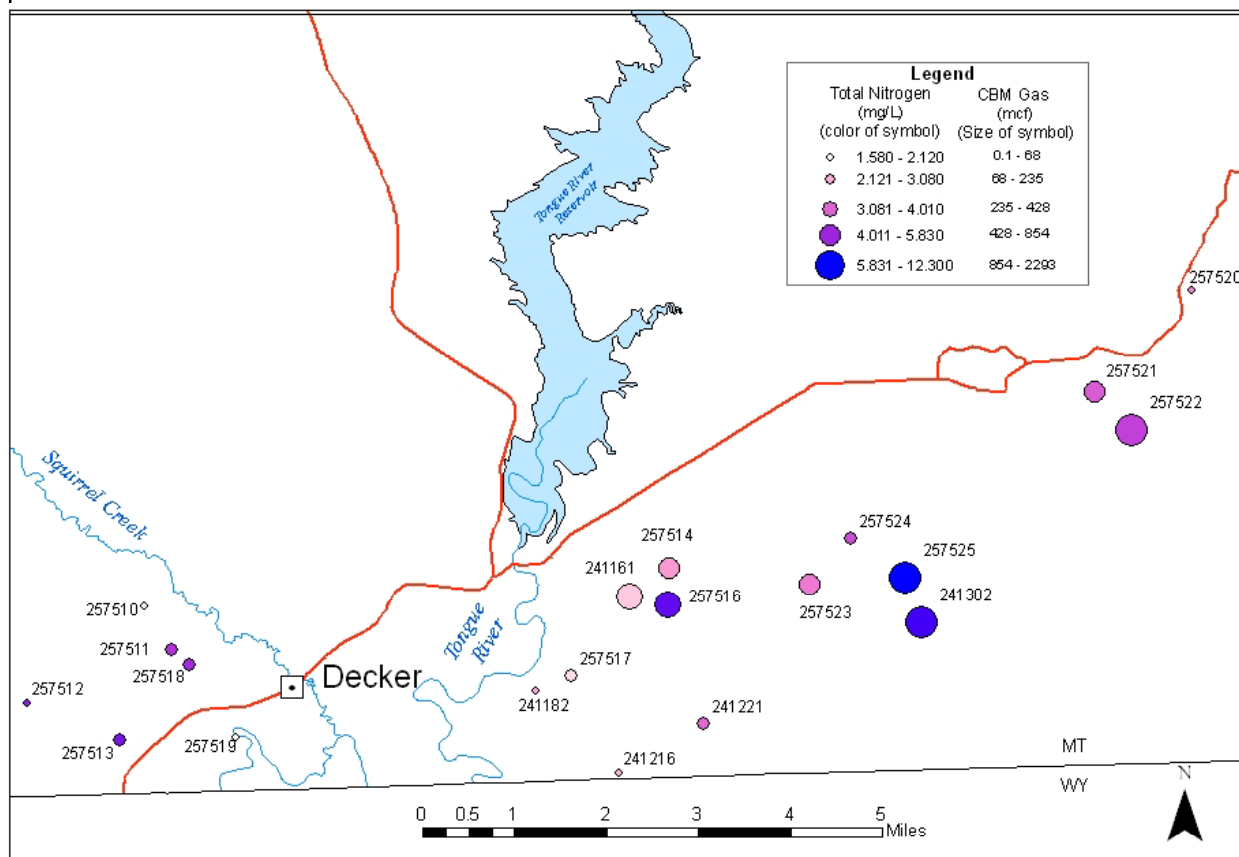 Legend
Total Nitrogen
(mg/L)
(color of symbol)
CBM Gas
(mcf)
(Size of symbol)
1.580 - 2.120
0.1 - 68
2.121 - 3.080
68 - 235
3.081 - 4.010
235 - 428
4.011 - 5.830
428 - 854
5.831 - 12.300
854 - 2293
Tongue River
Reservoir
257520
257521
257522
Squirrel Creek
257524
257514
257525
241161
257516
257523
241302
257510
Tongue
River
257511
257518
257517
Decker
257512
241182
241221
257513
257519
241216
MT
WY
N
0
0.5
1
2
3
4
5
Miles